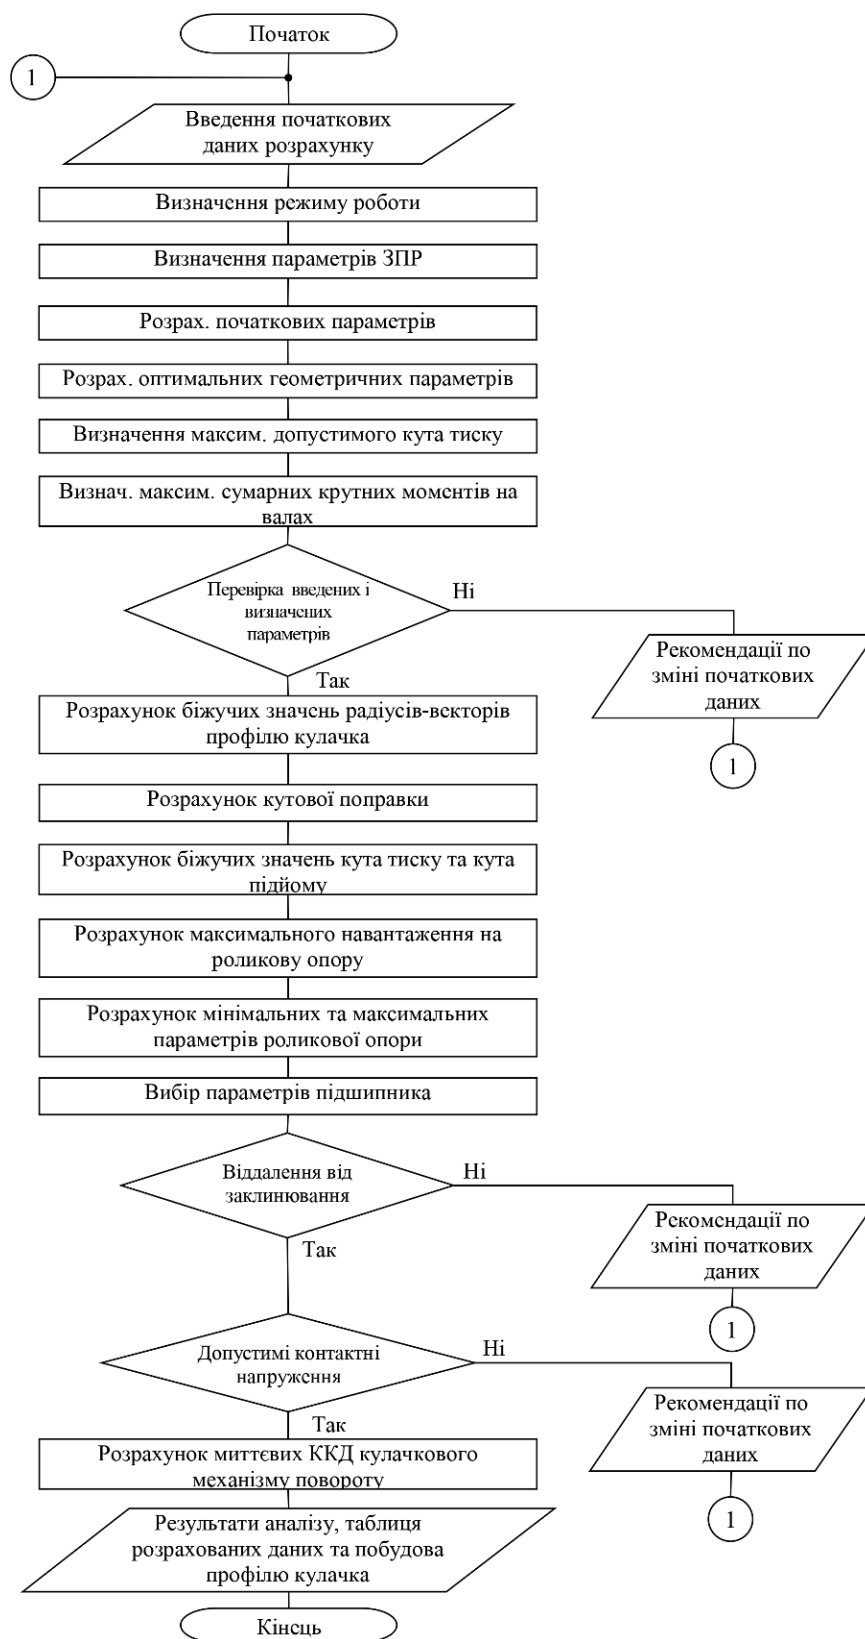 Початок
1
Введення початкових
даних розрахунку
Визначення режиму роботи
Визначення параметрів ЗПР
Розрах. початкових параметрів
Розрах. оптимальних геометричних параметрів
Визначення максим. допустимого кута тиску
Визнач. максим. сумарних крутних моментів на
валах
Перевірка введених і
визначених
параметрів
Ні
Рекомендації по
зміні початкових
даних
1
Так
Розрахунок біжучих значень радіусів-векторів
профілю кулачка
Розрахунок кутової поправки
Розрахунок біжучих значень кута тиску та кута
підйому
Розрахунок максимального навантаження на
роликову опору
Розрахунок мінімальних та максимальних
параметрів роликової опори
Вибір параметрів підшипника
Віддалення від
заклинювання
Ні
Рекомендації по
зміні початкових
даних
1
Так
Допустимі контактні
напруження
Ні
Рекомендації по
зміні початкових
даних
1
Так
Розрахунок миттєвих ККД кулачкового
механізму повороту
Результати аналізу, таблиця
розрахованих даних та побудова
профілю кулачка
Кінець